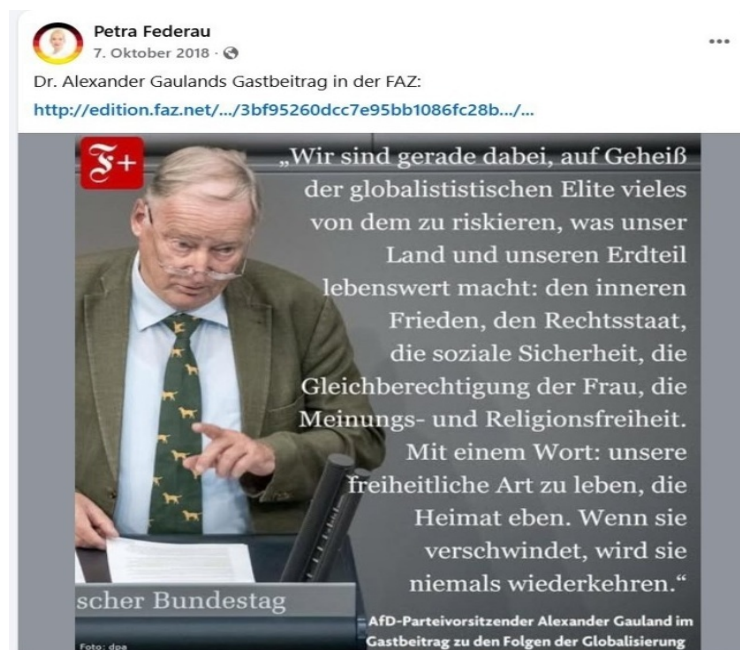 Petra Federau
7. Oktober 2018 ·
Dr. Alexander Gaulands Gastbeitrag in der FAZ:
http://edition.faz.net/.../3bf95260dcc7e95bb1086fc28b.../...
F+
„Wir sind gerade dabei, auf Geheiß
der globalististischen Elite vieles
von dem zu riskieren, was unser
Land und unseren Erdteil
lebenswert macht: den inneren
Frieden, den Rechtsstaat,
die soziale Sicherheit, die
Gleichberechtigung der Frau, die
Meinungs- und Religionsfreiheit.
Mit einem Wort: unsere
freiheitliche Art zu leben, die
Heimat eben. Wenn sie
verschwindet, wird sie
niemals wiederkehren.“
scher Bundestag
AfD-Parteivorsitzender Alexander Gauland im
Gastbeitrag zu den Folgen der Globalisierung
Foto: dpa